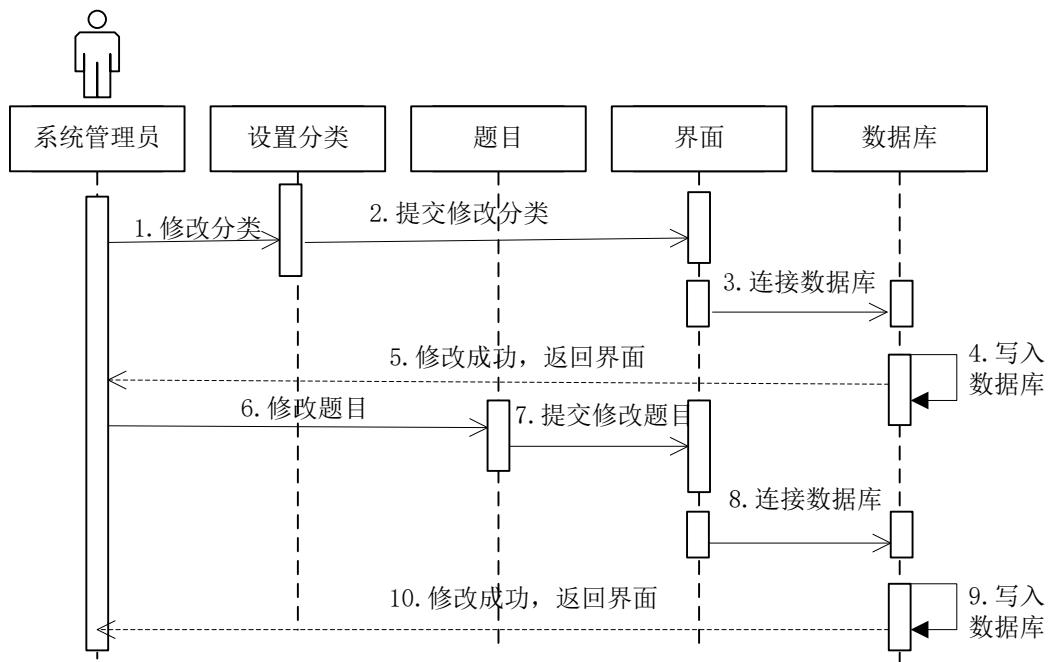 系统管理员
设置分类
题目
界面
数据库
1.修改分类
2.提交修改分类
3.连接数据库
4.写入
数据库
5.修改成功，返回界面
6.修改题目
7.提交修改题目
8.连接数据库
9.写入
数据库
10.修改成功，返回界面